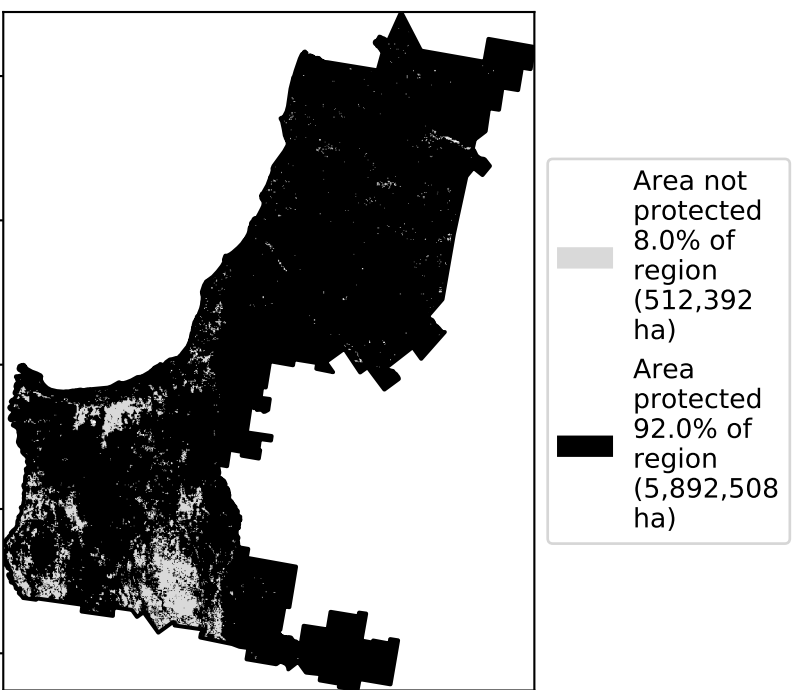 Area not
protected
8.0% of
region
(512,392
ha)
Area
protected
92.0% of
region
(5,892,508
ha)